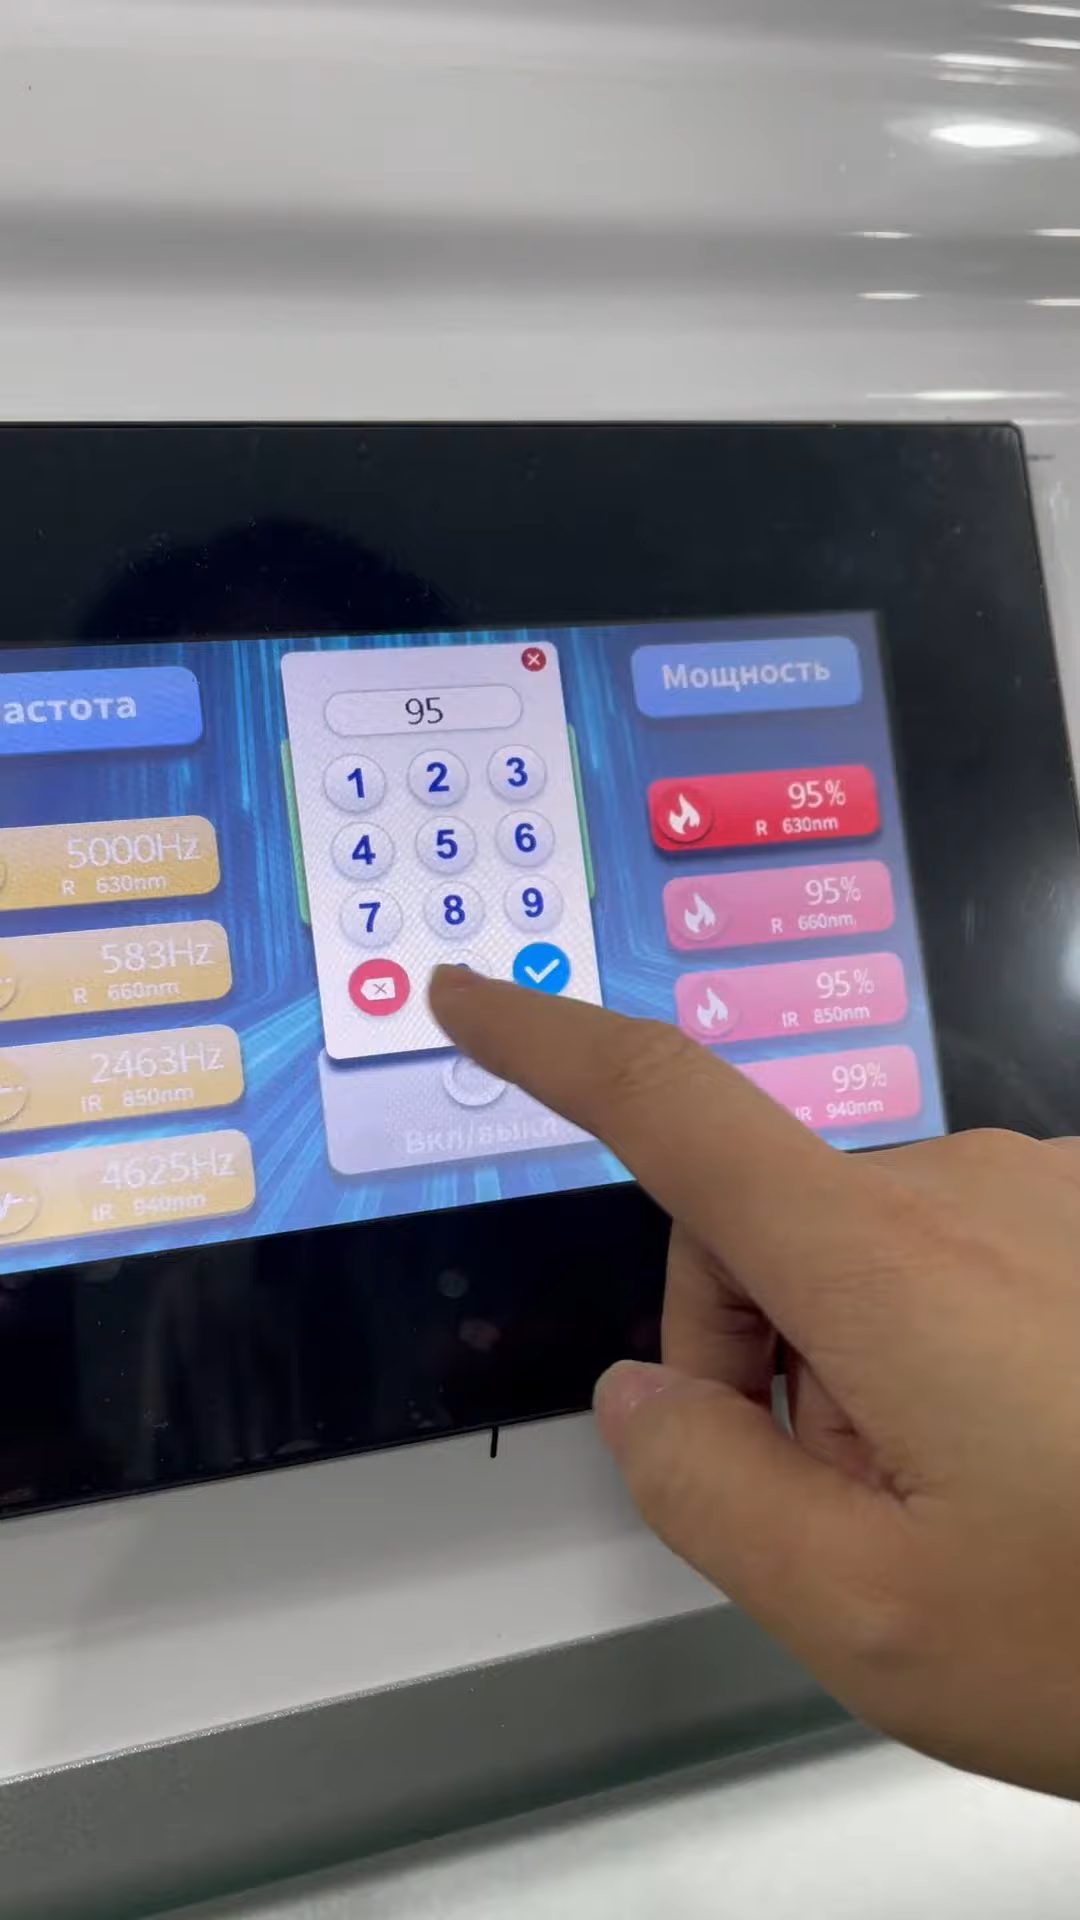 астота
5000Hz
R 630nm
583Hz
R 660nm
2463Hz
IR 850nm
4625Hz
IR 940nm
95
1 2 3
4 5 6
7 8 9
Вкл/выкл
Мощность
95%
R 630nm
95%
R 660nm
95%
IR 850nm
99%
IR 940nm